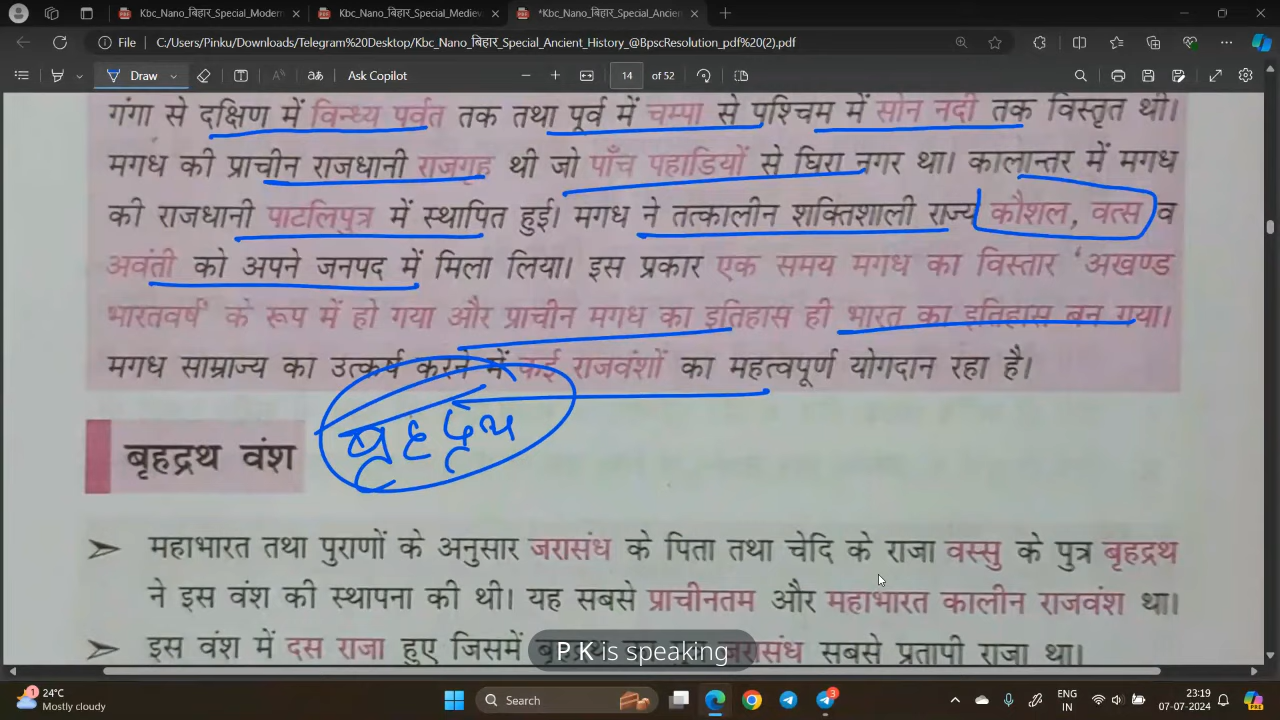 Kbc_Nano_बिहार_Special_Modern
Kbc_Nano_बिहार_Special_Mediev
*Kbc_Nano_बिहार_Special_Ancien
File C:/Users/Pinku/Downloads/Telegram%20Desktop/Kbc_Nano_बिहार_Special_Ancient_History_@BpscResolution_pdf%20(2).pdf
Draw Ask Copilot 14 of 52
गंगा से दक्षिण में विन्ध्य पर्वत तक तथा पूर्व में चम्पा से पश्चिम में सोन नदी तक विस्तृत थी।
मगध की प्राचीन राजधानी राजगृह थी जो पाँच पहाडियों से घिरा नगर था। कालान्तर में मगध
की राजधानी पाटलिपुत्र में स्थापित हुई। मगध ने तत्कालीन शक्तिशाली राज्य कौशल, वत्स व
अवंती को अपने जनपद में मिला लिया। इस प्रकार एक समय मगध का विस्तार 'अखण्ड
भारतवर्ष' के रूप में हो गया और प्राचीन मगध का इतिहास ही भारत का इतिहास बन गया।
मगध साम्राज्य का उत्कर्ष करने में कई राजवंशों का महत्वपूर्ण योगदान रहा है।
बृहद्रथ वंश
बृहद्रथ
महाभारत तथा पुराणों के अनुसार जरासंध के पिता तथा चेदि के राजा वस्सु के पुत्र बृहद्रथ
ने इस वंश की स्थापना की थी। यह सबसे प्राचीनतम और महाभारत कालीन राजवंश था।
इस वंश में दस राजा हुए जिसमें जरासंध सबसे प्रतापी राजा था।
P K is speaking
24°C
Mostly cloudy
Search
ENG
IN
23:19
07-07-2024